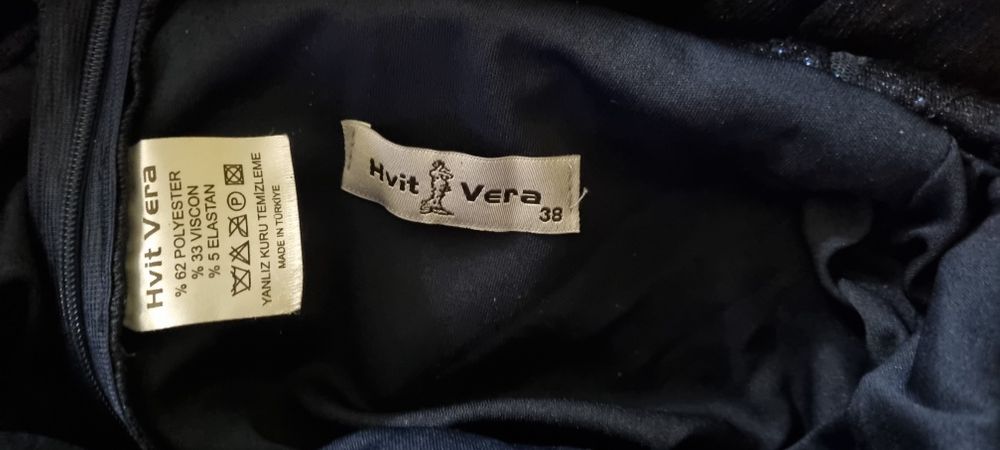 Hvit Vera
% 62 POLYESTER
% 33 VISCON
% 5 ELASTAN
YANLIZ KURU TEMİZLEME
MADE IN TÜRKİYE
Hvit Vera
38